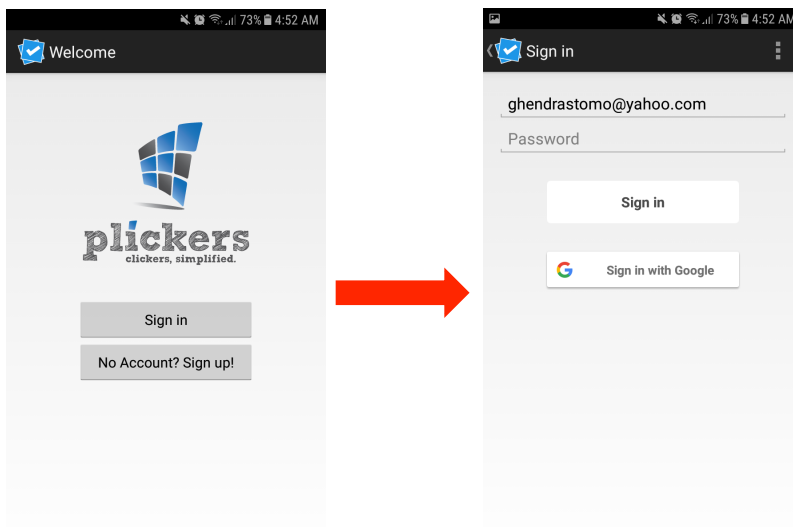 73% 4:52 AM
Welcome
plickers
clickers, simplified.
Sign in
No Account? Sign up!
73% 4:52 AM
Sign in
ghendrastomo@yahoo.com
Password
Sign in
Sign in with Google